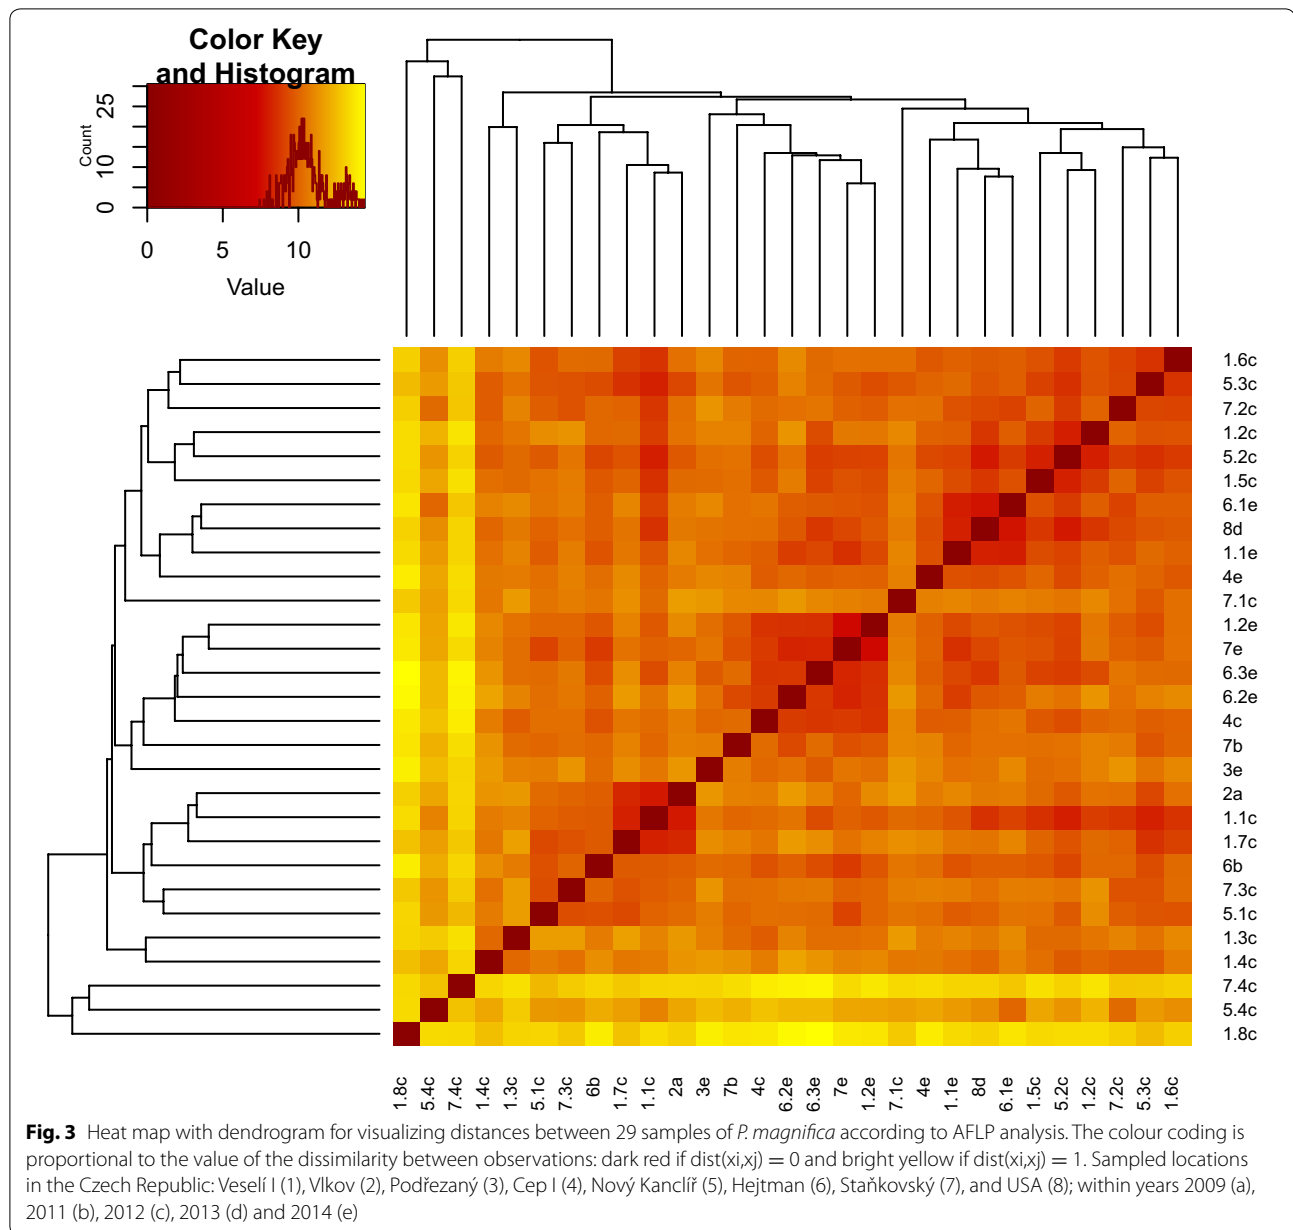 Color Key
and Histogram
Count
0 10 25
0 5 10
Value
1.6c
5.3c
7.2c
1.2c
5.2c
1.5c
6.1e
8d
1.1e
4e
7.1c
1.2e
7e
6.3e
6.2e
4c
7b
3e
2a
1.1c
1.7c
6b
7.3c
5.1c
1.3c
1.4c
7.4c
5.4c
1.8c
1.8c 5.4c 7.4c 1.4c 1.3c 5.1c 7.3c 6b 1.7c 1.1c 2a 3e 7b 4c 6.2e 6.3e 7e 1.2e 7.1c 4e 1.1e 8d 6.1e 1.5c 5.2c 1.2c 7.2c 5.3c 1.6c
Fig. 3 Heat map with dendrogram for visualizing distances between 29 samples of P. magnifica according to AFLP analysis. The colour coding is
proportional to the value of the dissimilarity between observations: dark red if dist(xi,xj) = 0 and bright yellow if dist(xi,xj) = 1. Sampled locations
in the Czech Republic: Veselí I (1), Vlkov (2), Podřezaný (3), Cep I (4), Nový Kanclíř (5), Hejtman (6), Staňkovský (7), and USA (8); within years 2009 (a),
2011 (b), 2012 (c), 2013 (d) and 2014 (e)